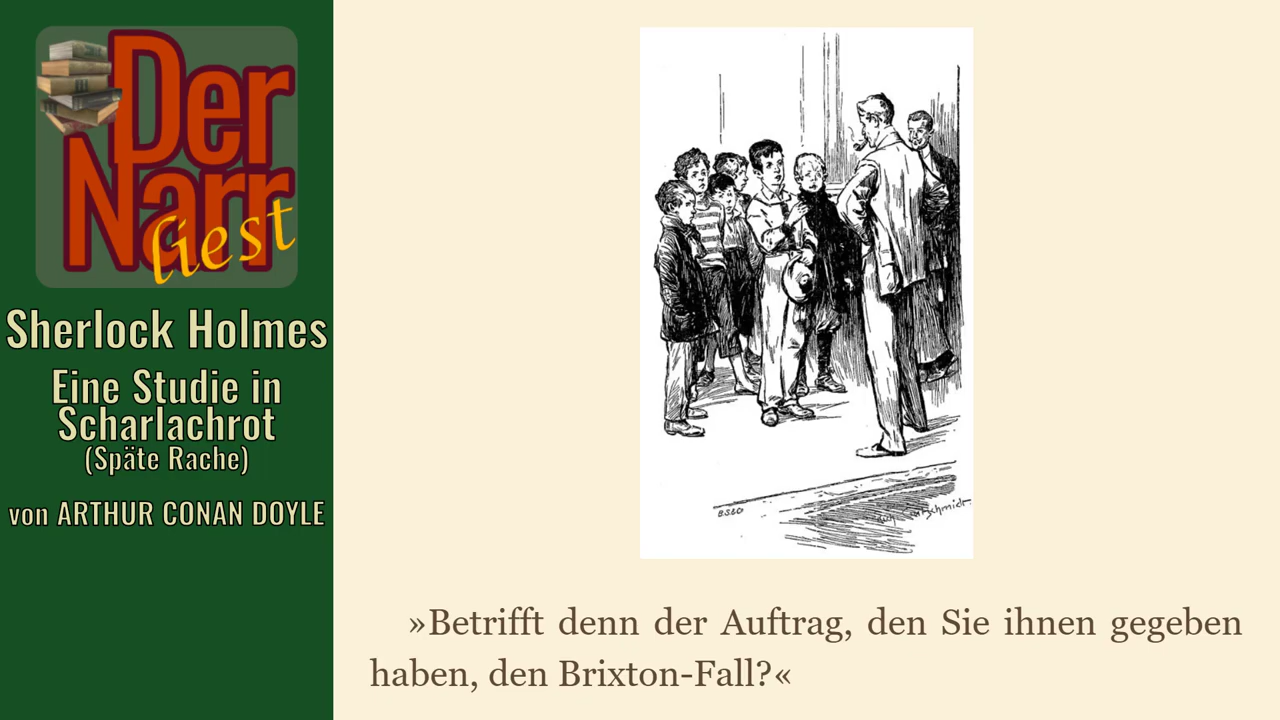 Der
Narr
liest
Sherlock Holmes
Eine Studie in
Scharlachrot
(Späte Rache)
von ARTHUR CONAN DOYLE
»Betrifft denn der Auftrag, den Sie ihnen gegeben
haben, den Brixton-Fall?«